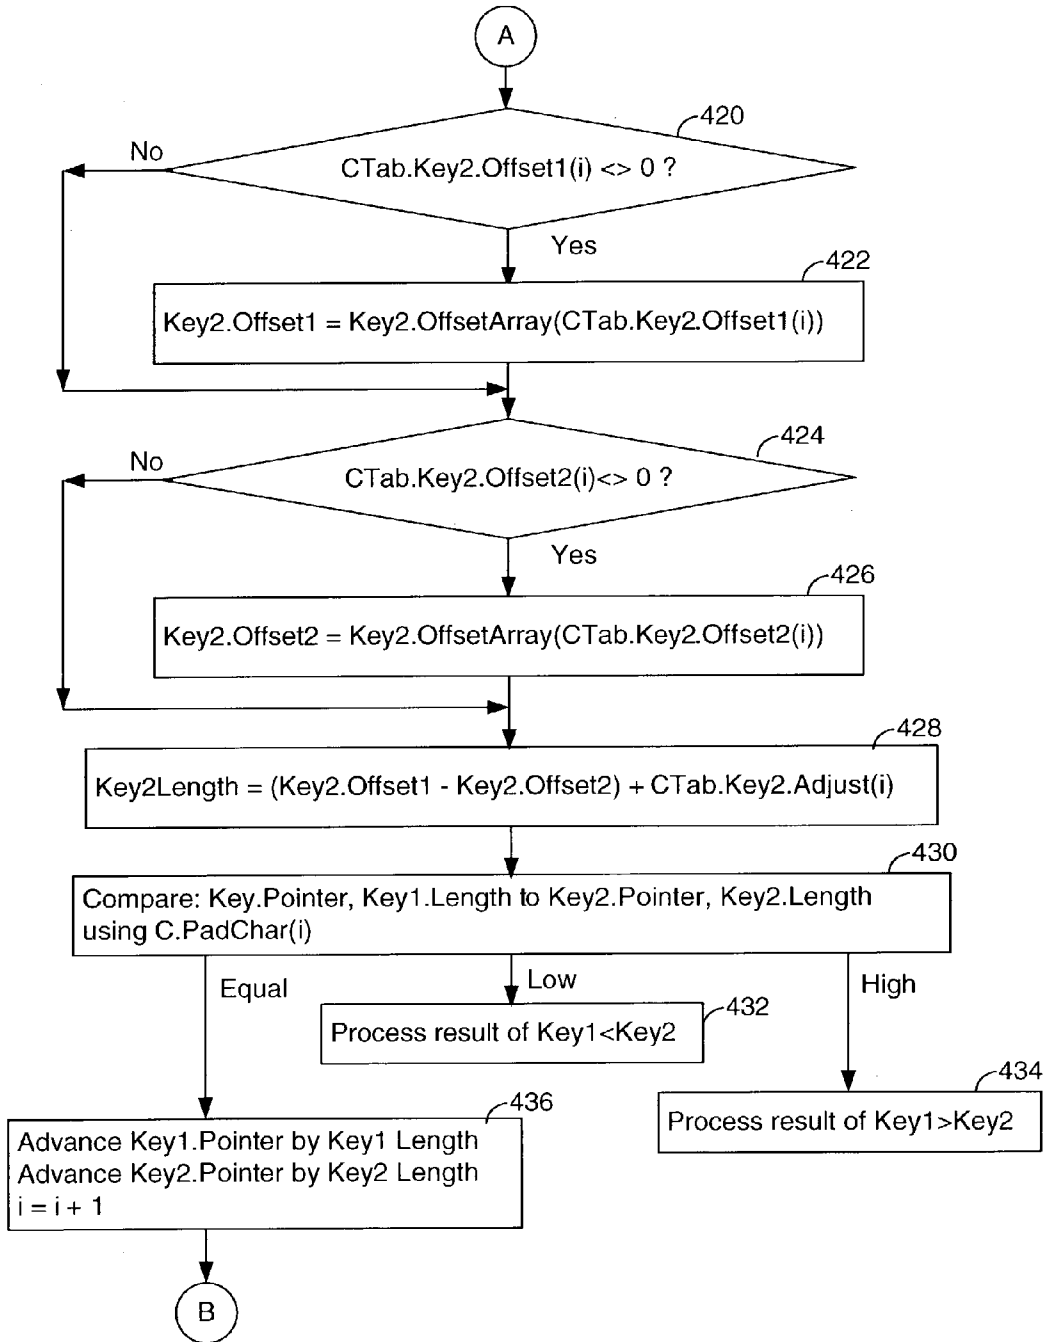 A
420
No
CTab.Key2.Offset1(i) <> 0 ?
Yes
422
Key2.Offset1 = Key2.OffsetArray(CTab.Key2.Offset1(i))
424
No
CTab.Key2.Offset2(i)<> 0 ?
Yes
426
Key2.Offset2 = Key2.OffsetArray(CTab.Key2.Offset2(i))
428
Key2Length = (Key2.Offset1 - Key2.Offset2) + CTab.Key2.Adjust(i)
430
Compare: Key.Pointer, Key1.Length to Key2.Pointer, Key2.Length
using C.PadChar(i)
Equal
Low
High
432
Process result of Key1<Key2
434
Process result of Key1>Key2
436
Advance Key1.Pointer by Key1 Length
Advance Key2.Pointer by Key2 Length
i = i + 1
B